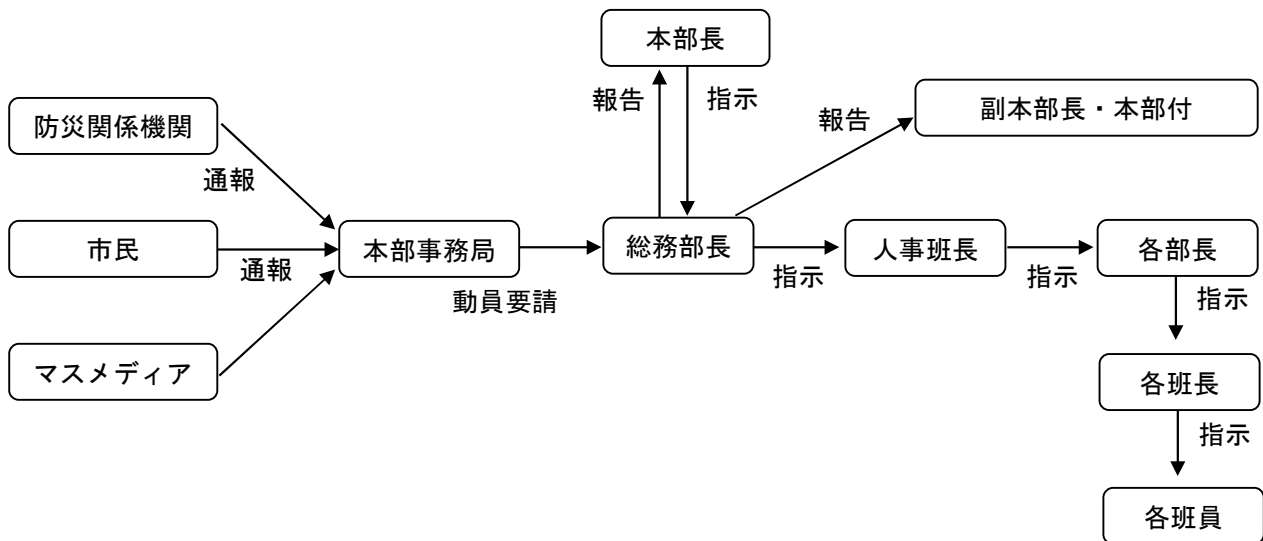 本部長
報告
指示
副本部長・本部付
報告
防災関係機関
通報
市民
通報
本部事務局
動員要請
総務部長
指示
人事班長
指示
各部長
指示
マスメディア
各班長
指示
各班員